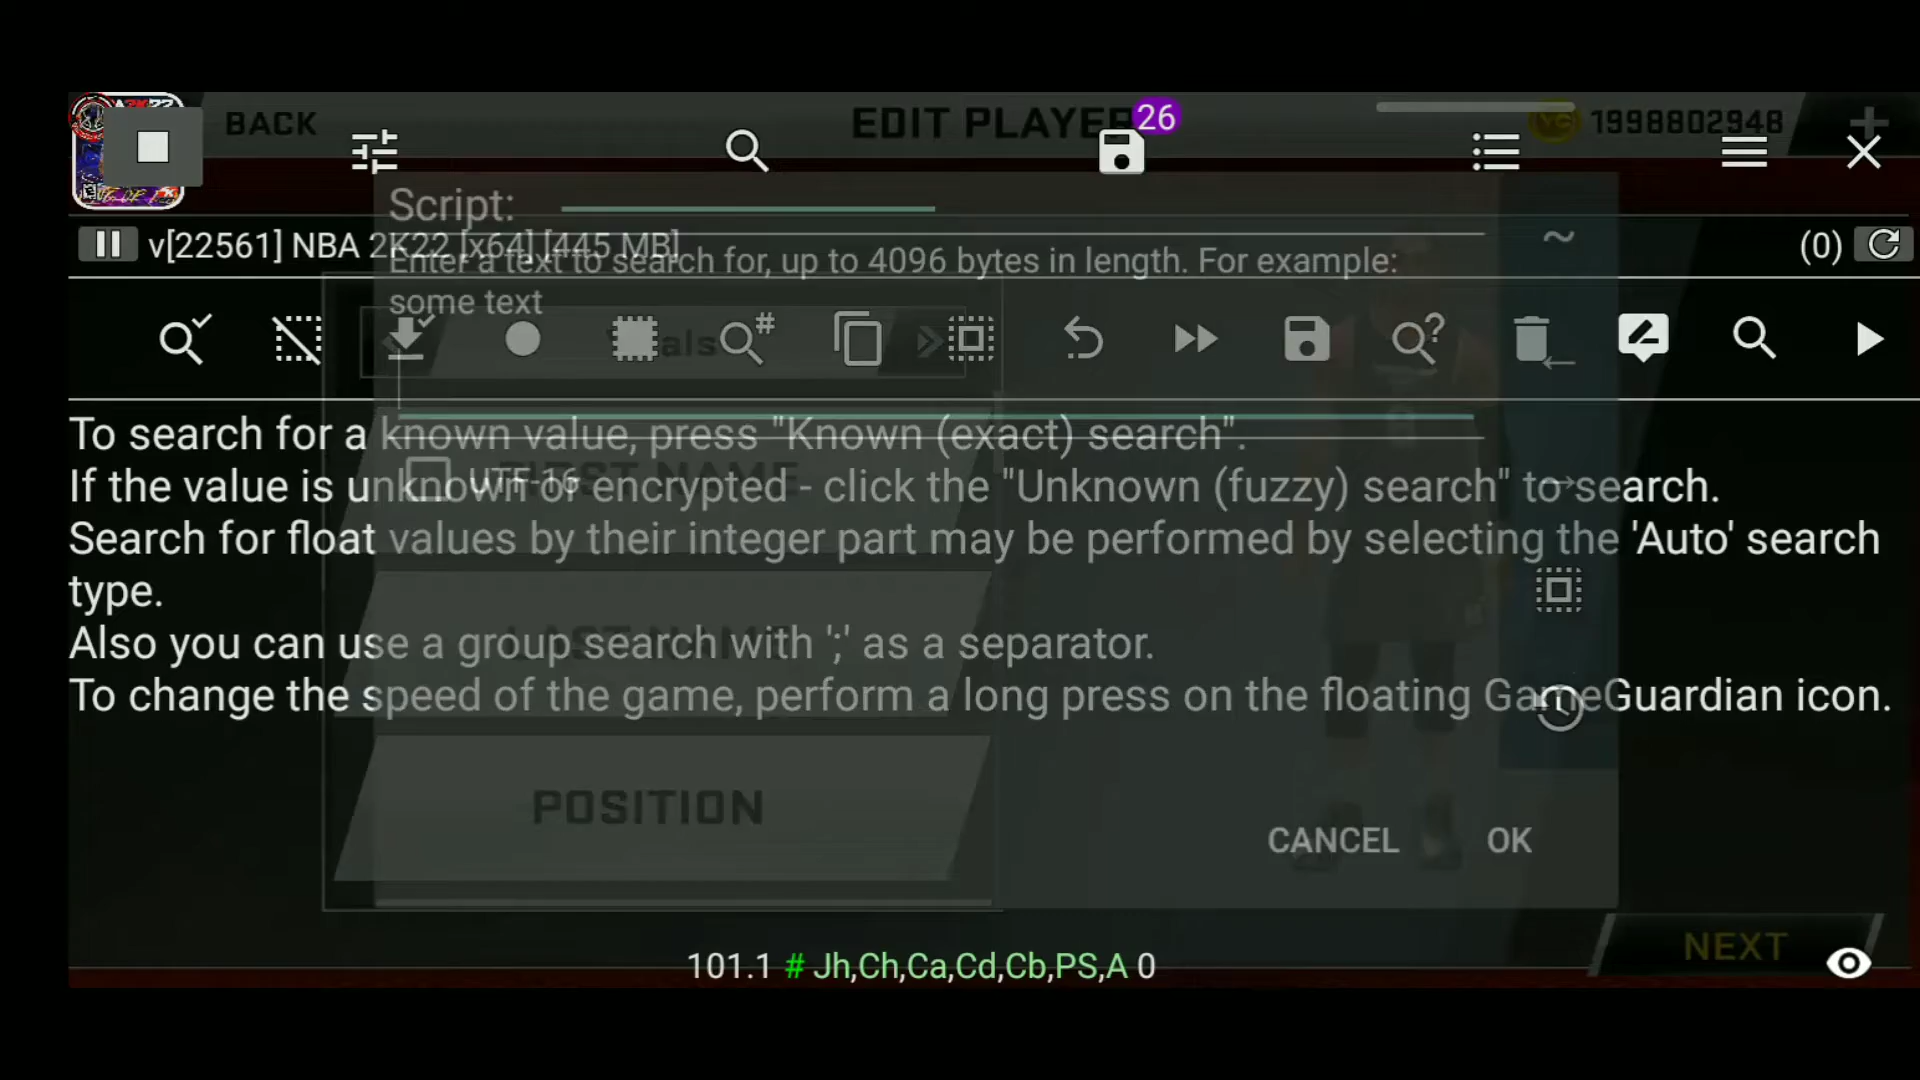 BACK
EDIT PLAYER
26
1998802948
Script:
v[22561] NBA 2K22 [x64] [445 MB]
(0)
Enter a text to search for, up to 4096 bytes in length. For example:
some text
To search for a known value, press "Known (exact) search".
UTF-16
FIRST NAME
If the value is unknown or encrypted - click the "Unknown (fuzzy) search" to search.
Search for float values by their integer part may be performed by selecting the 'Auto' search
type.
LAST NAME
Also you can use a group search with ';' as a separator.
To change the speed of the game, perform a long press on the floating GameGuardian icon.
POSITION
CANCEL
OK
NEXT
101.1 # Jh,Ch,Ca,Cd,Cb,PS,A 0